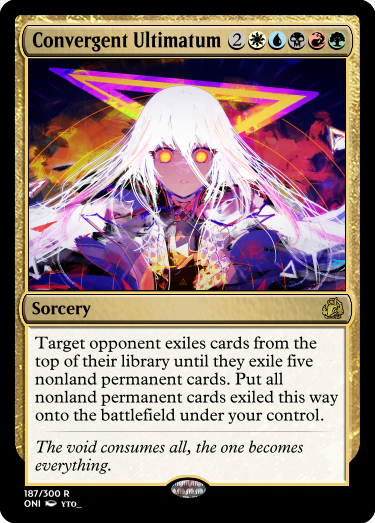 Convergent Ultimatum 2
Sorcery
Target opponent exiles cards from the
top of their library until they exile five
nonland permanent cards. Put all
nonland permanent cards exiled this way
onto the battlefield under your control.
The void consumes all, the one becomes
everything.
187/300 R
ONI YTO_